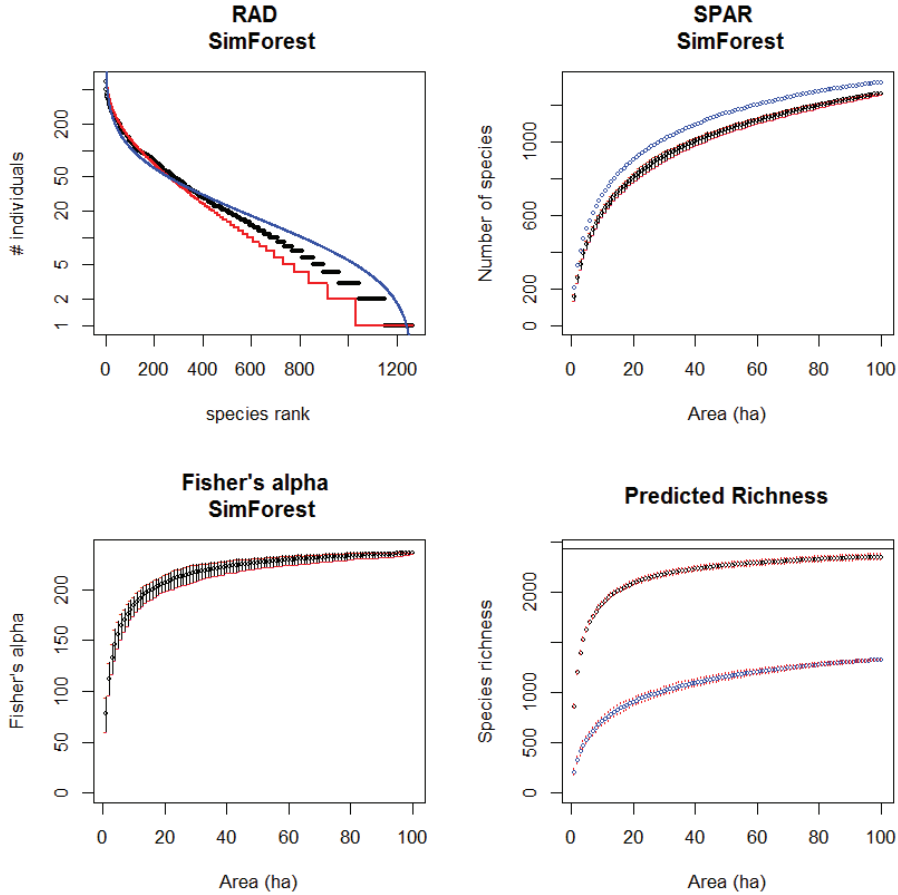 RAD
SimForest
# individuals
200
50
20
5
2
1
0
200
400
600
800
1200
species rank
SPAR
SimForest
Number of species
1000
600
200
0
0
20
40
60
80
100
Area (ha)
Fisher's alpha
SimForest
Fisher's alpha
200
150
100
50
0
0
20
40
60
80
100
Area (ha)
Predicted Richness
Species richness
2000
1000
500
0
0
20
40
60
80
100
Area (ha)